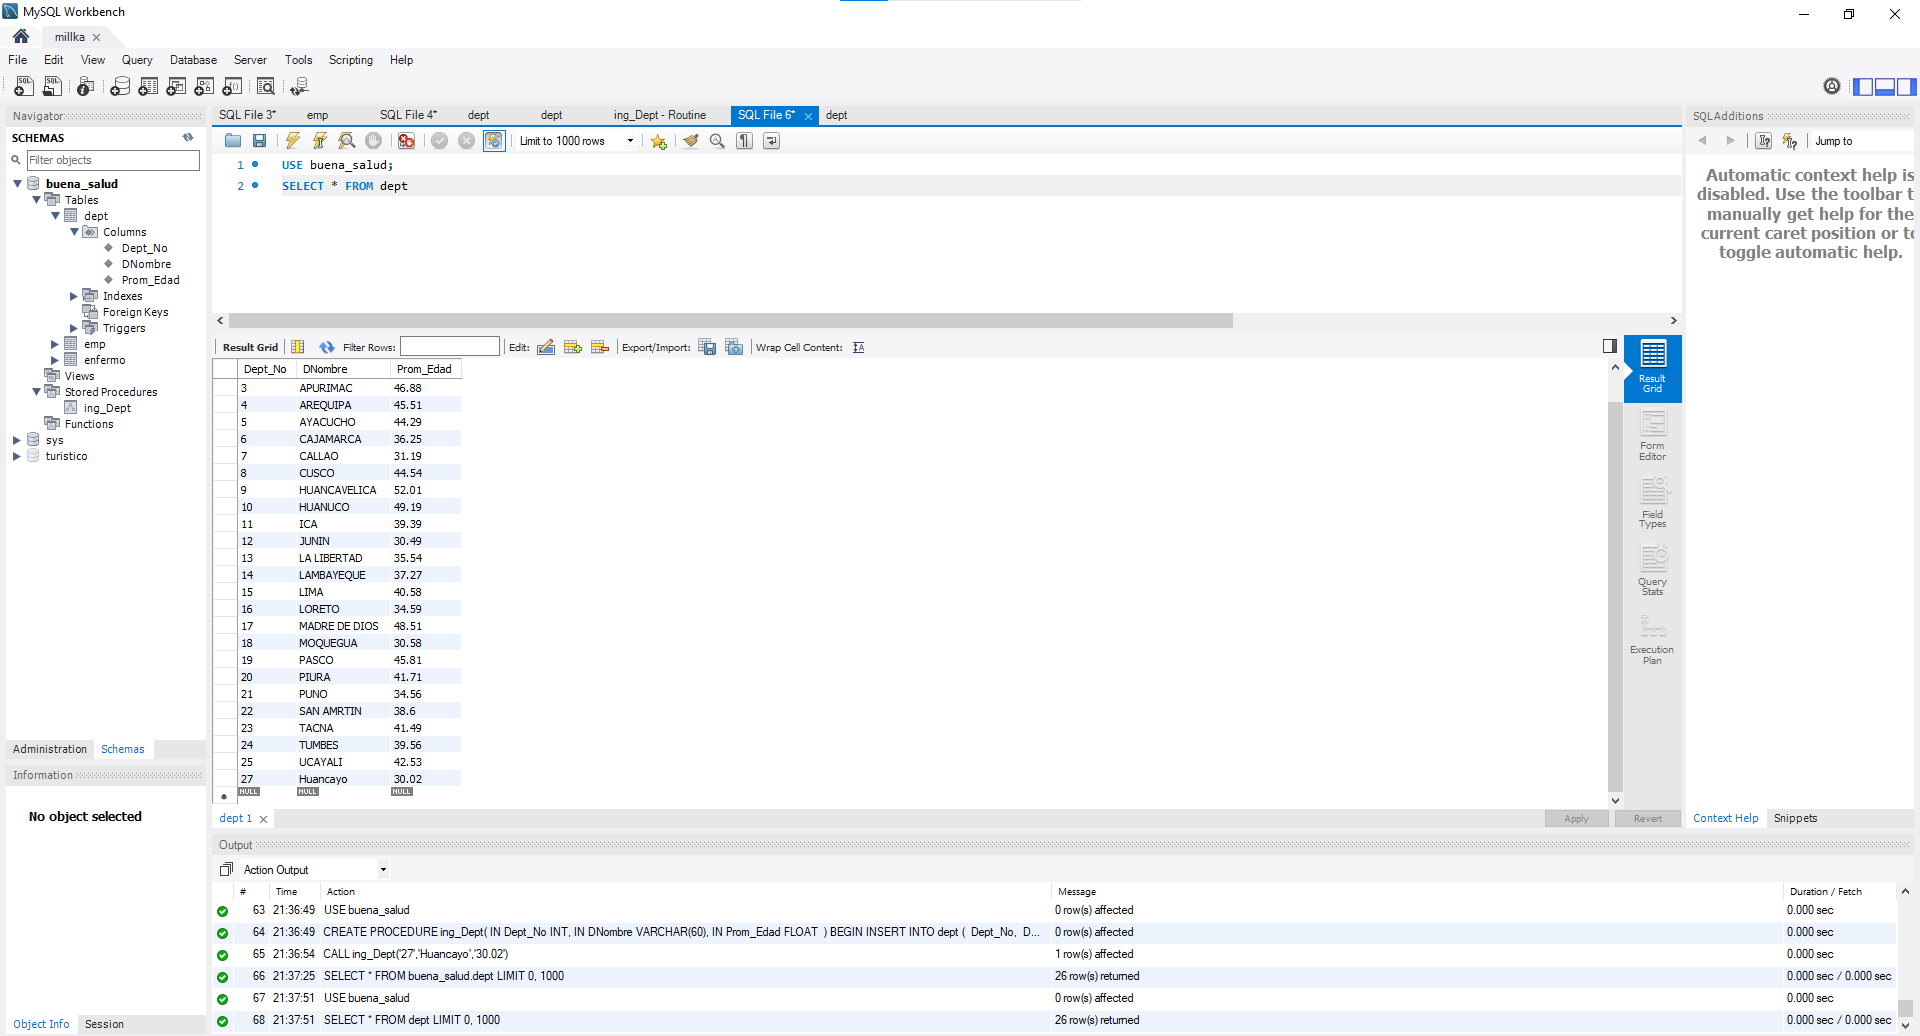 MySQL Workbench
millka
File Edit View Query Database Server Tools Scripting Help
Navigator
SCHEMAS
Filter objects
buena_salud
Tables
dept
Columns
Dept_No
DNombre
Prom_Edad
Indexes
Foreign Keys
Triggers
emp
enfermo
Views
Stored Procedures
ing_Dept
Functions
sys
turistico
Administration Schemas
Information
No object selected
Object Info Session
SQL File 3* emp SQL File 4* dept dept ing_Dept - Routine SQL File 6* dept
Limit to 1000 rows
1 USE buena_salud;
2 SELECT * FROM dept
Result Grid Filter Rows: Edit: Export/Import: Wrap Cell Content:
Dept_No DNombre Prom_Edad
3 APURIMAC 46.88
4 AREQUIPA 45.51
5 AYACUCHO 44.29
6 CAJAMARCA 36.25
7 CALLAO 31.19
8 CUSCO 44.54
9 HUANCAVELICA 52.01
10 HUANUCO 49.19
11 ICA 39.39
12 JUNIN 30.49
13 LA LIBERTAD 35.54
14 LAMBAYEQUE 37.27
15 LIMA 40.58
16 LORETO 34.59
17 MADRE DE DIOS 48.51
18 MOQUEGUA 30.58
19 PASCO 45.81
20 PIURA 41.71
21 PUNO 34.56
22 SAN AMRTIN 38.6
23 TACNA 41.49
24 TUMBES 39.56
25 UCAYALI 42.53
27 Huancayo 30.02
NULL NULL NULL
Result
Grid
Form
Editor
Field
Types
Query
Stats
Execution
Plan
dept 1 Apply Revert
SQLAdditions
Jump to
Automatic context help is
disabled. Use the toolbar t
manually get help for the
current caret position or to
toggle automatic help.
Context Help Snippets
Output
Action Output
# Time Action Message Duration / Fetch
63 21:36:49 USE buena_salud 0 row(s) affected 0.000 sec
64 21:36:49 CREATE PROCEDURE ing_Dept( IN Dept_No INT, IN DNombre VARCHAR(60), IN Prom_Edad FLOAT ) BEGIN INSERT INTO dept ( Dept_No, D... 0 row(s) affected 0.000 sec
65 21:36:54 CALL ing_Dept('27','Huancayo','30.02') 1 row(s) affected 0.000 sec
66 21:37:25 SELECT * FROM buena_salud.dept LIMIT 0, 1000 26 row(s) returned 0.000 sec / 0.000 sec
67 21:37:51 USE buena_salud 0 row(s) affected 0.000 sec
68 21:37:51 SELECT * FROM dept LIMIT 0, 1000 26 row(s) returned 0.000 sec / 0.000 sec